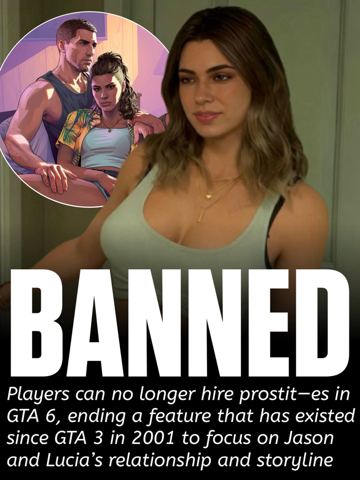 BANNED
Players can no longer hire prostit—es in
GTA 6, ending a feature that has existed
since GTA 3 in 2001 to focus on Jason
and Lucia's relationship and storyline